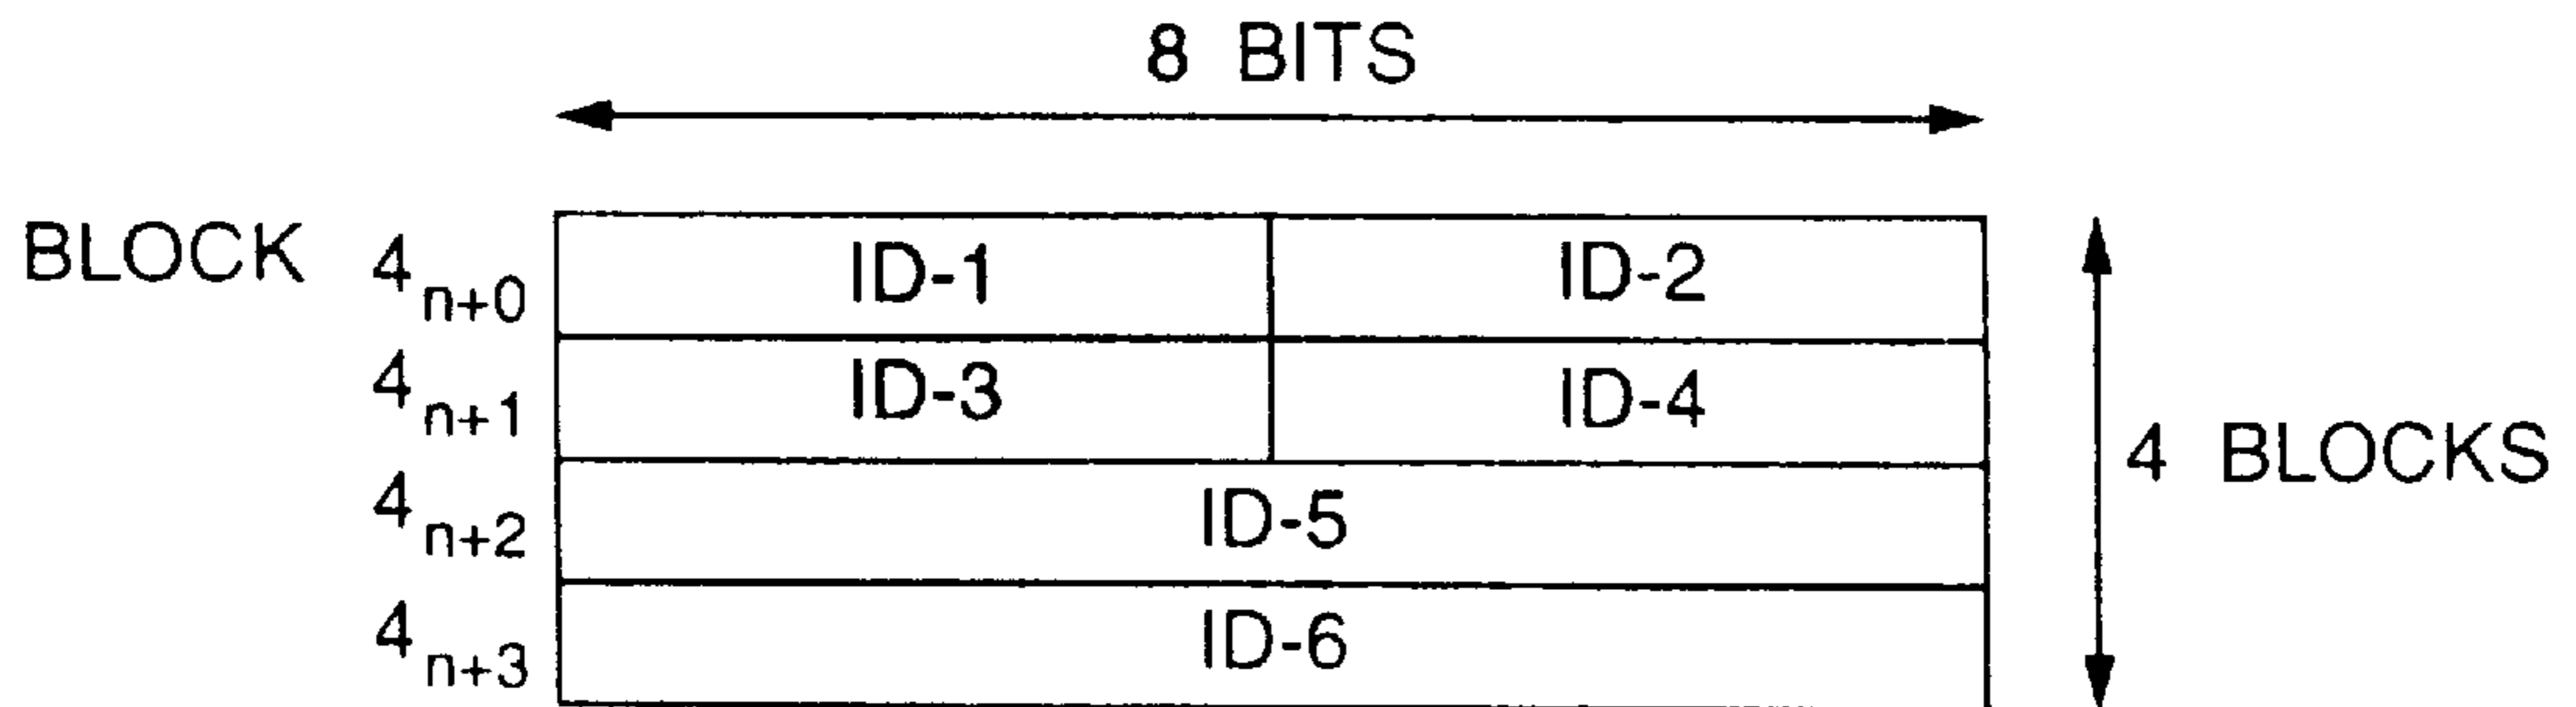 8 BITS
BLOCK 4n+0 ID-1 ID-2
4n+1 ID-3 ID-4
4n+2 ID-5
4n+3 ID-6
4 BLOCKS